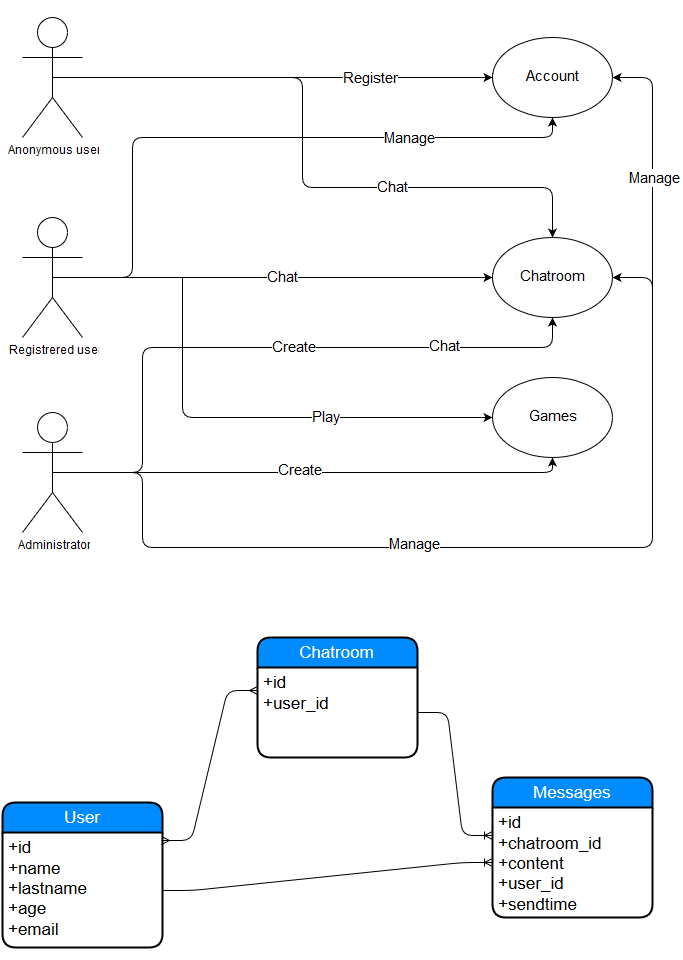 Register
Account
Anonymous user
Manage
Manage
Chat
Chat
Chatroom
Registrered user
Create
Chat
Play
Games
Create
Administrator
Manage
Chatroom
+id
+user_id
User
+id
+name
+lastname
+age
+email
Messages
+id
+chatroom_id
+content
+user_id
+sendtime